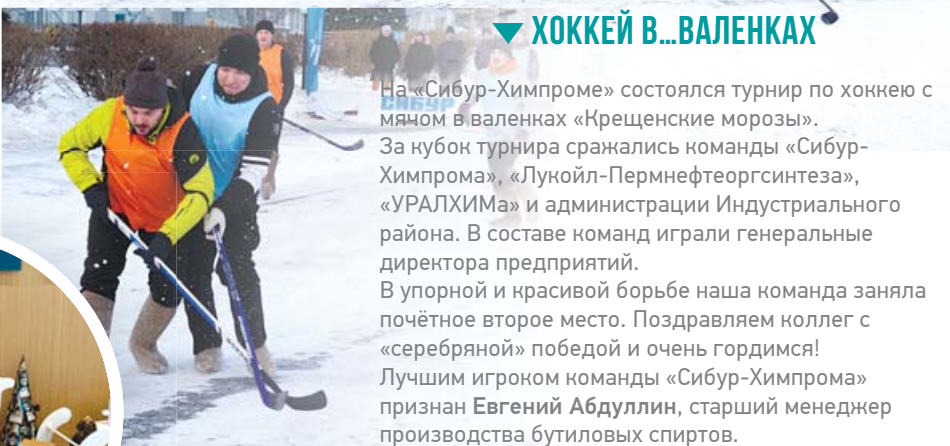 ХОККЕЙ В...ВАЛЕНКАХ
На «Сибур-Химпроме» состоялся турнир по хоккею с
мячом в валенках «Крещенские морозы».
За кубок турнира сражались команды «Сибур-
Химпрома», «Лукойл-Пермнефтеоргсинтеза»,
«УРАЛХИМа» и администрации Индустриального
района. В составе команд играли генеральные
директора предприятий.
В упорной и красивой борьбе наша команда заняла
почётное второе место. Поздравляем коллег с
«серебряной» победой и очень гордимся!
Лучшим игроком команды «Сибур-Химпрома»
признан Евгений Абдуллин, старший менеджер
производства бутиловых спиртов.
СИБУР